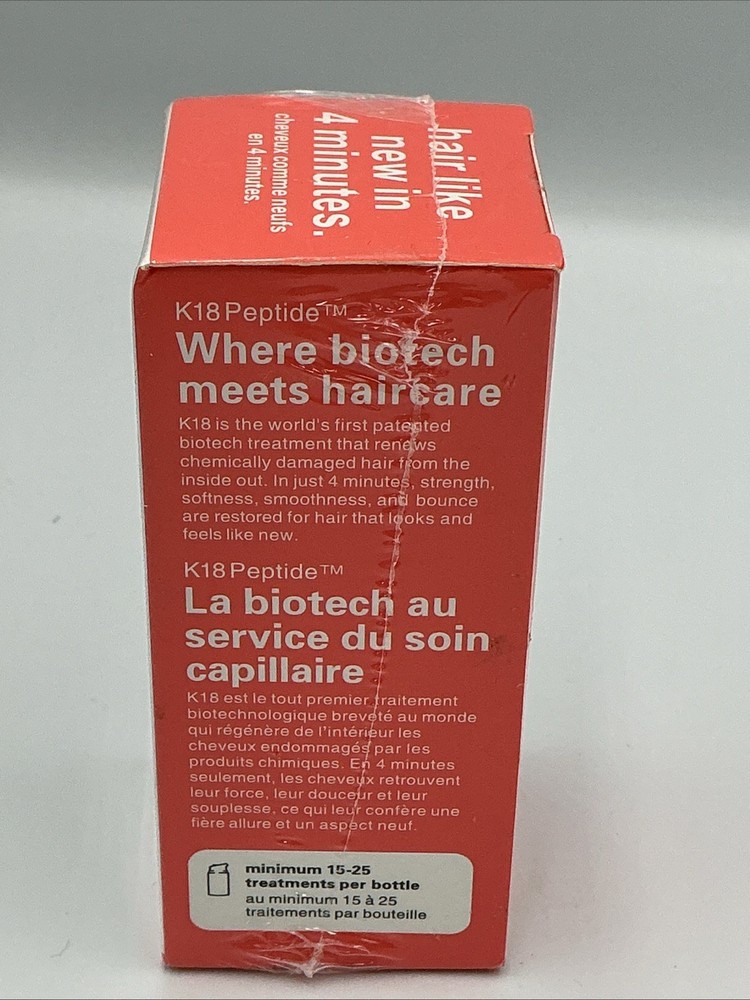 hair like
new in
4 minutes.
cheveux comme neufs
en 4 minutes.
K18Peptide™
Where biotech
meets haircare
K18 is the world's first patented
biotech treatment that renews
chemically damaged hair from the
inside out. In just 4 minutes, strength,
softness, smoothness, and bounce
are restored for hair that looks and
feels like new.
K18Peptide™
La biotech au
service du soin
capillaire
K18 est le tout premier traitement
biotechnologique breveté au monde
qui régénère de l'intérieur les
cheveux endommagés par les
produits chimiques. En 4 minutes
seulement, les cheveux retrouvent
leur force, leur douceur et leur
souplesse, ce qui leur confère une
fière allure et un aspect neuf.
minimum 15-25
treatments per bottle
au minimum 15 à 25
traitements par bouteille